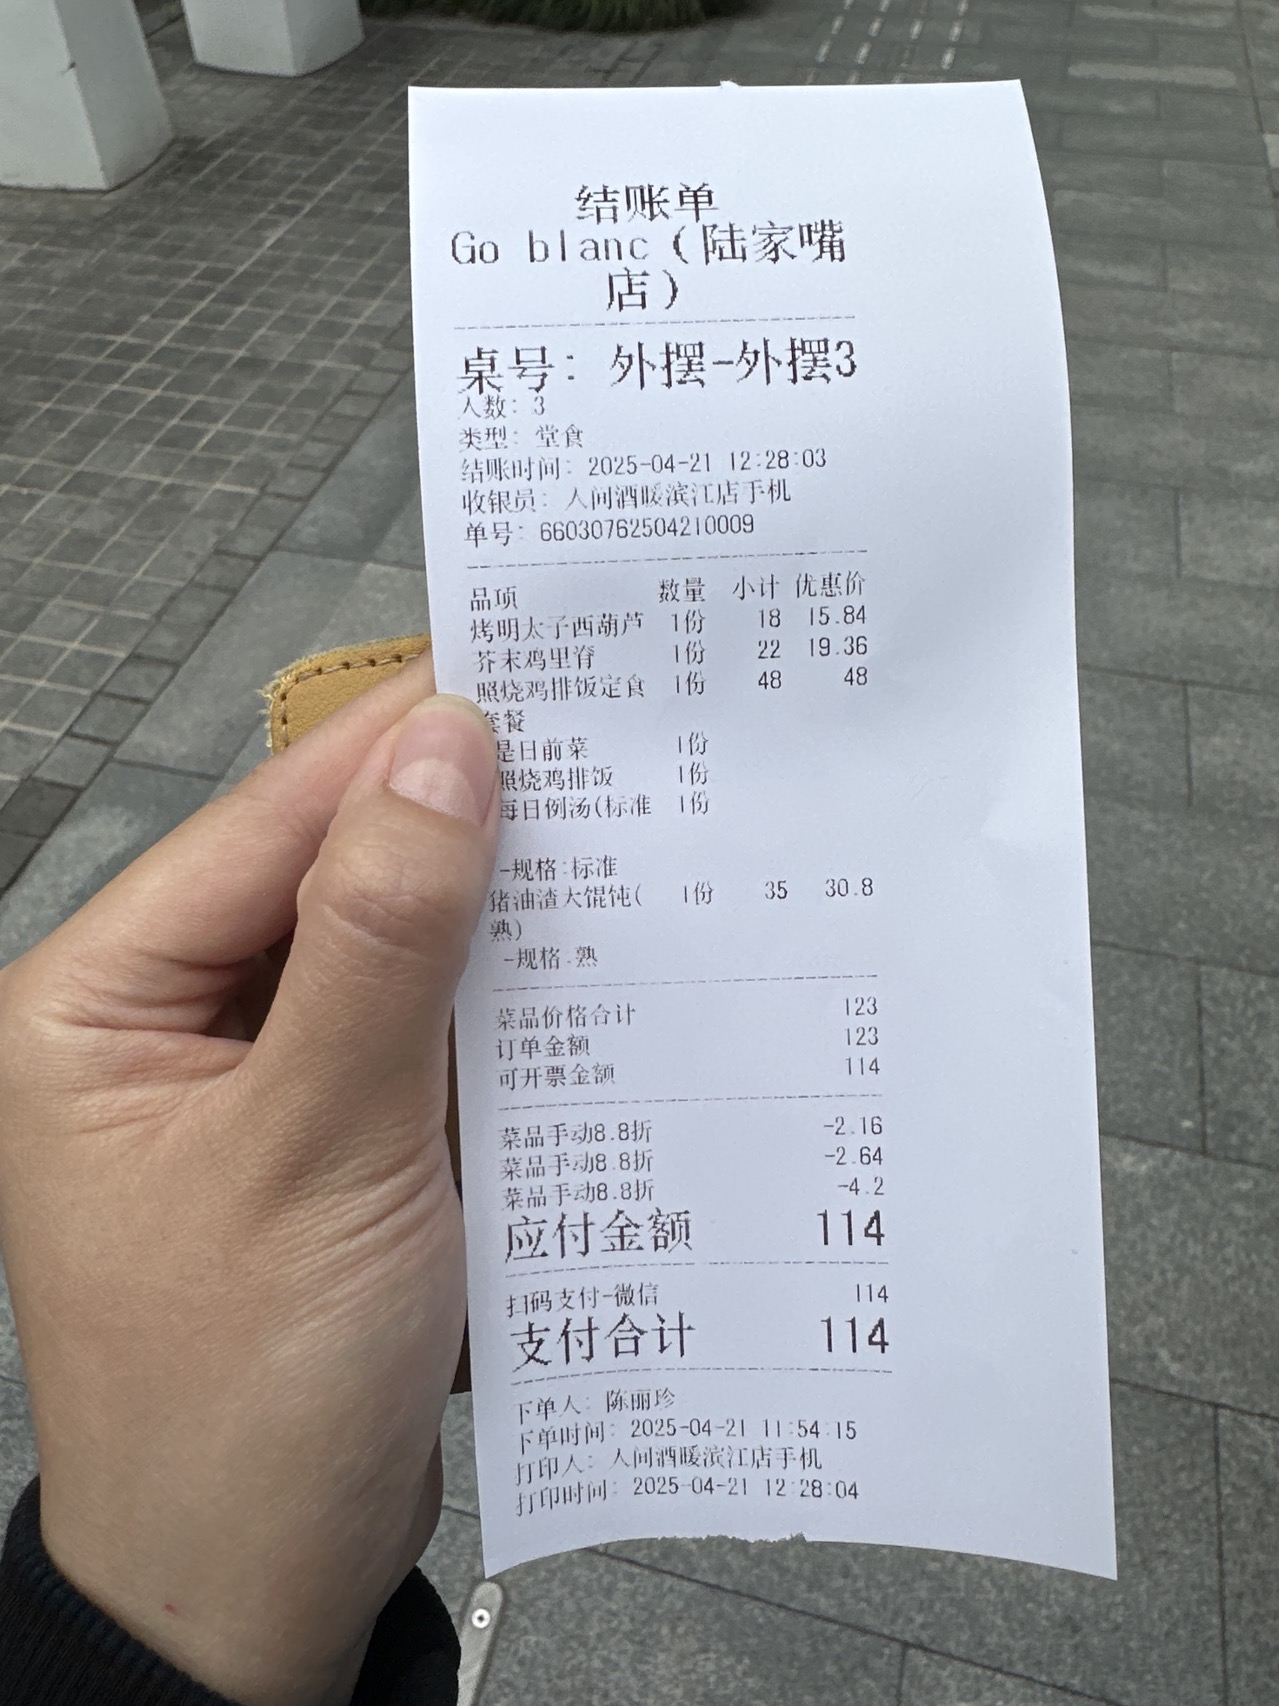 结账单
Go blanc(陆家嘴
店)
桌号: 外摆-外摆3
人数: 3
类型: 堂食
结账时间: 2025-04-21 12:28:03
收银员: 人间酒暖滨江店手机
单号: 66030762504210009
品项 数量 小计 优惠价
烤明太子西葫芦 1份 18 15.84
芥末鸡里脊 1份 22 19.36
照烧鸡排饭定食 1份 48 48
套餐
是日前菜 1份
照烧鸡排饭 1份
每日例汤(标准 1份
-规格:标准
猪油渣大馄饨( 1份 35 30.8
熟)
-规格:熟
菜品价格合计 123
订单金额 123
可开票金额 114
菜品手动8.8折 -2.16
菜品手动8.8折 -2.64
菜品手动8.8折 -4.2
应付金额 114
扫码支付-微信 114
支付合计 114
下单人: 陈丽珍
下单时间: 2025-04-21 11:54:15
打印人: 人间酒暖滨江店手机
打印时间: 2025-04-21 12:28:04